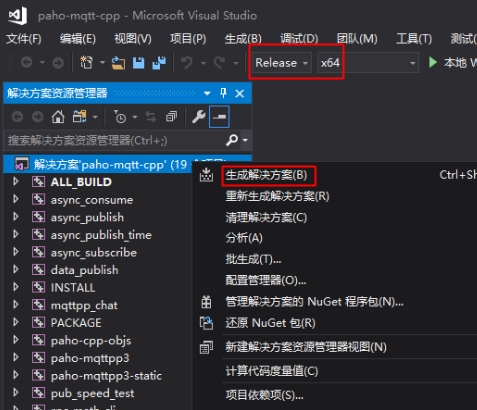 paho-mqtt-cpp - Microsoft Visual Studio
文件(F) 编辑(E) 视图(V) 项目(P) 生成(B) 调试(D) 团队(M) 工具(T) 测试(
Release x64 本地 W
解决方案资源管理器
搜索解决方案资源管理器(Ctrl+;)
解决方案'paho-mqtt-cpp' (19
ALL_BUILD
async_consume
async_publish
async_publish_time
async_subscribe
data_publish
INSTALL
mqttpp_chat
PACKAGE
paho-cpp-objs
paho-mqttpp3
paho-mqttpp3-static
pub_speed_test
生成解决方案(B) Ctrl+Sh
重新生成解决方案(R)
清理解决方案(C)
分析(A)
批生成(T)...
配置管理器(O)...
管理解决方案的 NuGet 程序包(N)...
还原 NuGet 包(R)
新建解决方案资源管理器视图(N)
计算代码度量值(C)
项目依赖项(S)...